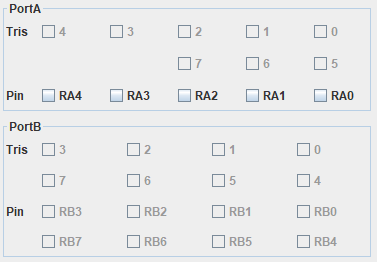 PortA
Tris 4 3 2 1 0
7 6 5
Pin RA4 RA3 RA2 RA1 RA0
PortB
Tris 3 2 1 0
7 6 5 4
Pin RB3 RB2 RB1 RB0
RB7 RB6 RB5 RB4